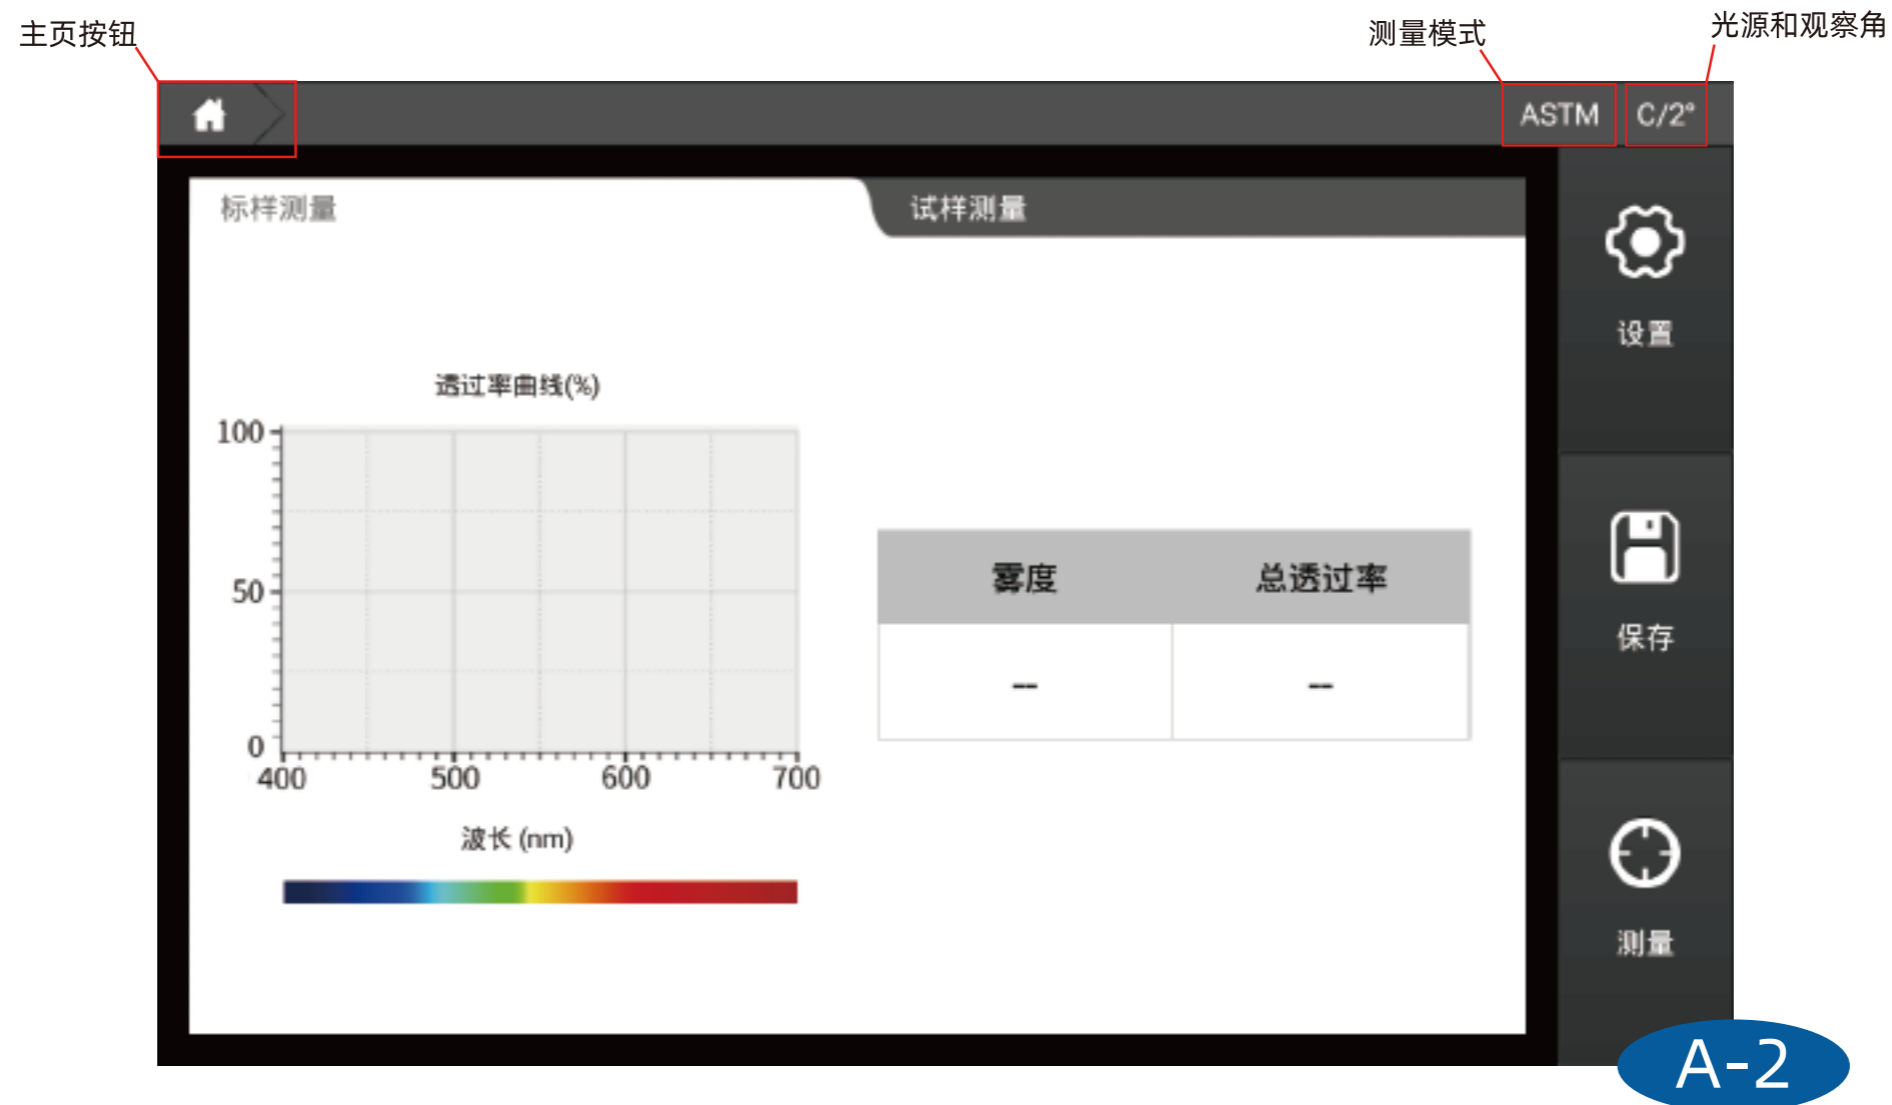 主页按钮
测量模式
光源和观察角
ASTM
C/2°
标样测量
试样测量
设置
透过率曲线(%)
100
50
0
400 500 600 700
波长 (nm)
雾度 总透过率
-- --
保存
测量
A-2